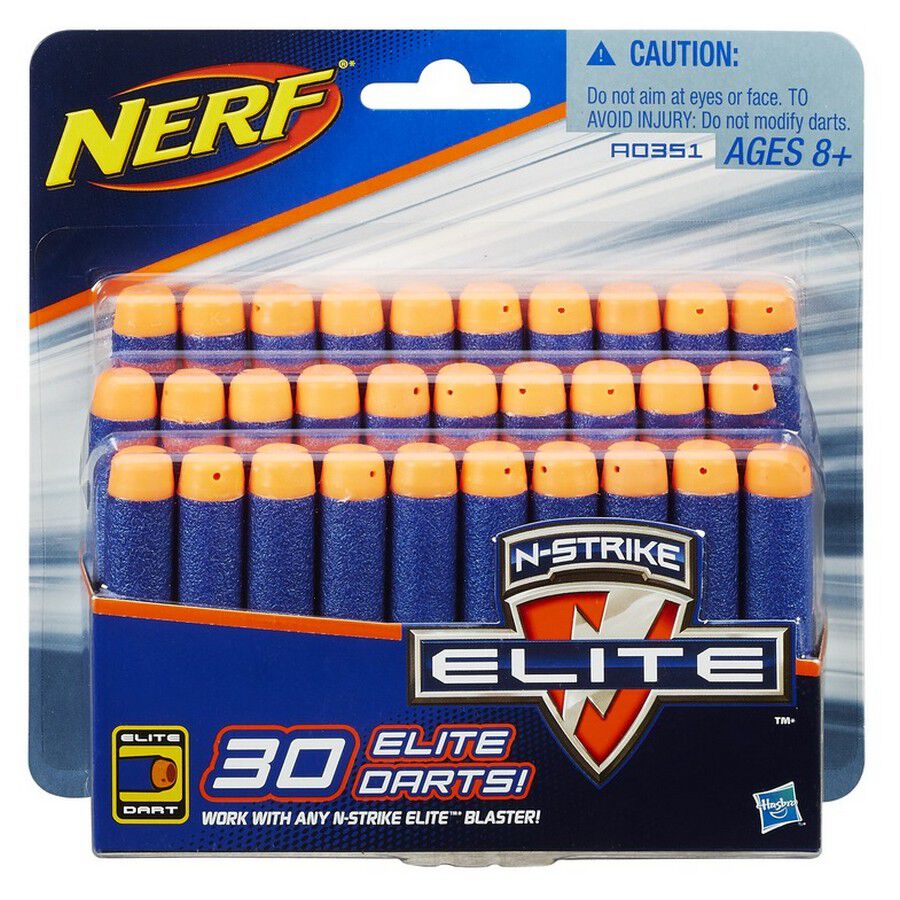 NERF®*
⚠ CAUTION:
Do not aim at eyes or face. TO
AVOID INJURY: Do not modify darts.
A0351 AGES 8+
N-STRIKE
ELITE
™*
ELITE
DART
30 ELITE
DARTS!
WORK WITH ANY N-STRIKE ELITE™* BLASTER!
Hasbro